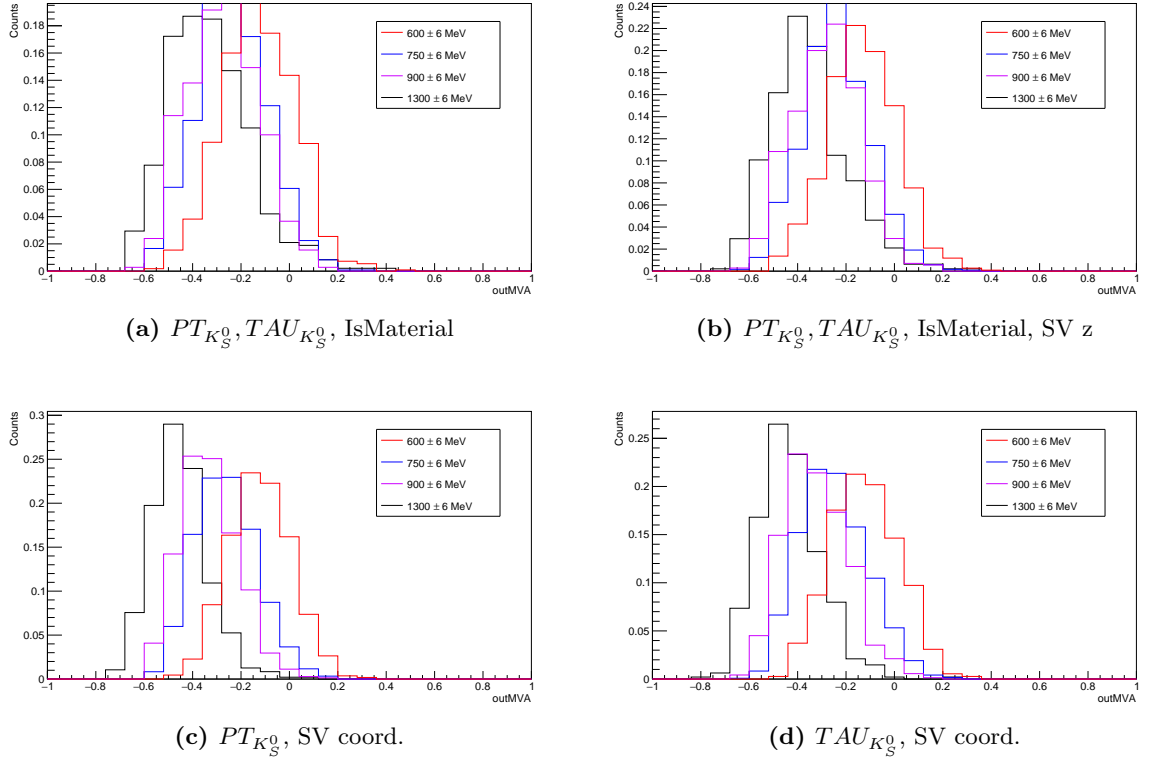 Counts
0.18
0.16
0.14
0.12
0.1
0.08
0.06
0.04
0.02
0
−1 −0.8 −0.6 −0.4 −0.2 0 0.2 0.4 0.6 0.8 1
outMVA
600 ± 6 MeV
750 ± 6 MeV
900 ± 6 MeV
1300 ± 6 MeV
(a) PT_{K_S^0}, TAU_{K_S^0}, IsMaterial
Counts
0.24
0.22
0.2
0.18
0.16
0.14
0.12
0.1
0.08
0.06
0.04
0.02
0
−1 −0.8 −0.6 −0.4 −0.2 0 0.2 0.4 0.6 0.8 1
outMVA
600 ± 6 MeV
750 ± 6 MeV
900 ± 6 MeV
1300 ± 6 MeV
(b) PT_{K_S^0}, TAU_{K_S^0}, IsMaterial, SV z
Counts
0.3
0.25
0.2
0.15
0.1
0.05
0
−1 −0.8 −0.6 −0.4 −0.2 0 0.2 0.4 0.6 0.8 1
outMVA
600 ± 6 MeV
750 ± 6 MeV
900 ± 6 MeV
1300 ± 6 MeV
(c) PT_{K_S^0}, SV coord.
Counts
0.25
0.2
0.15
0.1
0.05
0
−1 −0.8 −0.6 −0.4 −0.2 0 0.2 0.4 0.6 0.8 1
outMVA
600 ± 6 MeV
750 ± 6 MeV
900 ± 6 MeV
1300 ± 6 MeV
(d) TAU_{K_S^0}, SV coord.